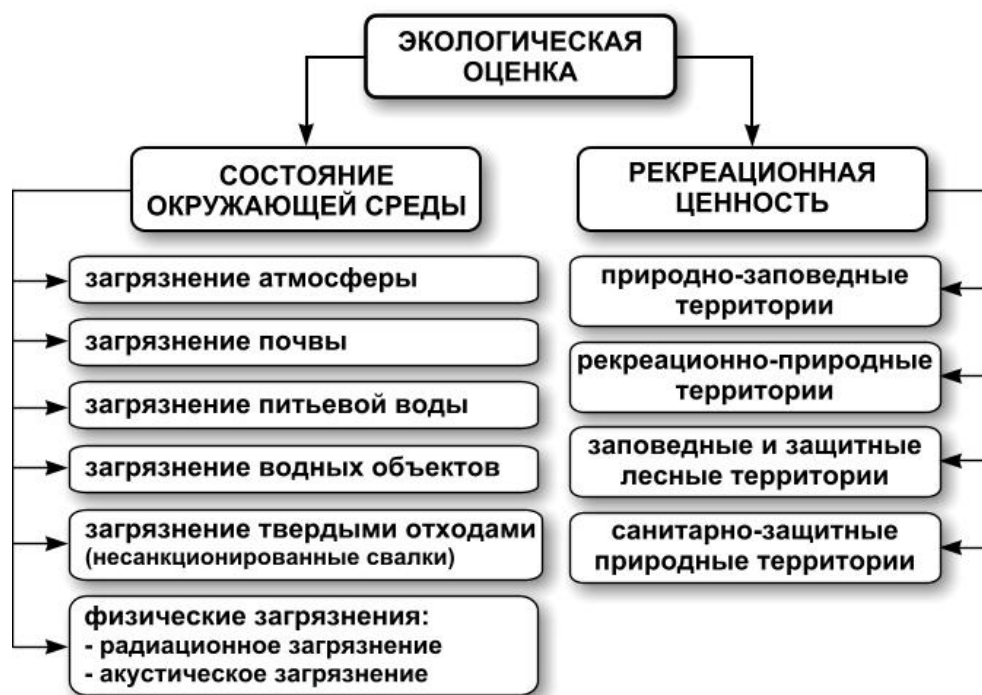 ЭКОЛОГИЧЕСКАЯ
ОЦЕНКА
СОСТОЯНИЕ
ОКРУЖАЮЩЕЙ СРЕДЫ
загрязнение атмосферы
загрязнение почвы
загрязнение питьевой воды
загрязнение водных объектов
загрязнение твердыми отходами
(несанкционированные свалки)
физические загрязнения:
- радиационное загрязнение
- акустическое загрязнение
РЕКРЕАЦИОННАЯ
ЦЕННОСТЬ
природно-заповедные
территории
рекреационно-природные
территории
заповедные и защитные
лесные территории
санитарно-защитные
природные территории